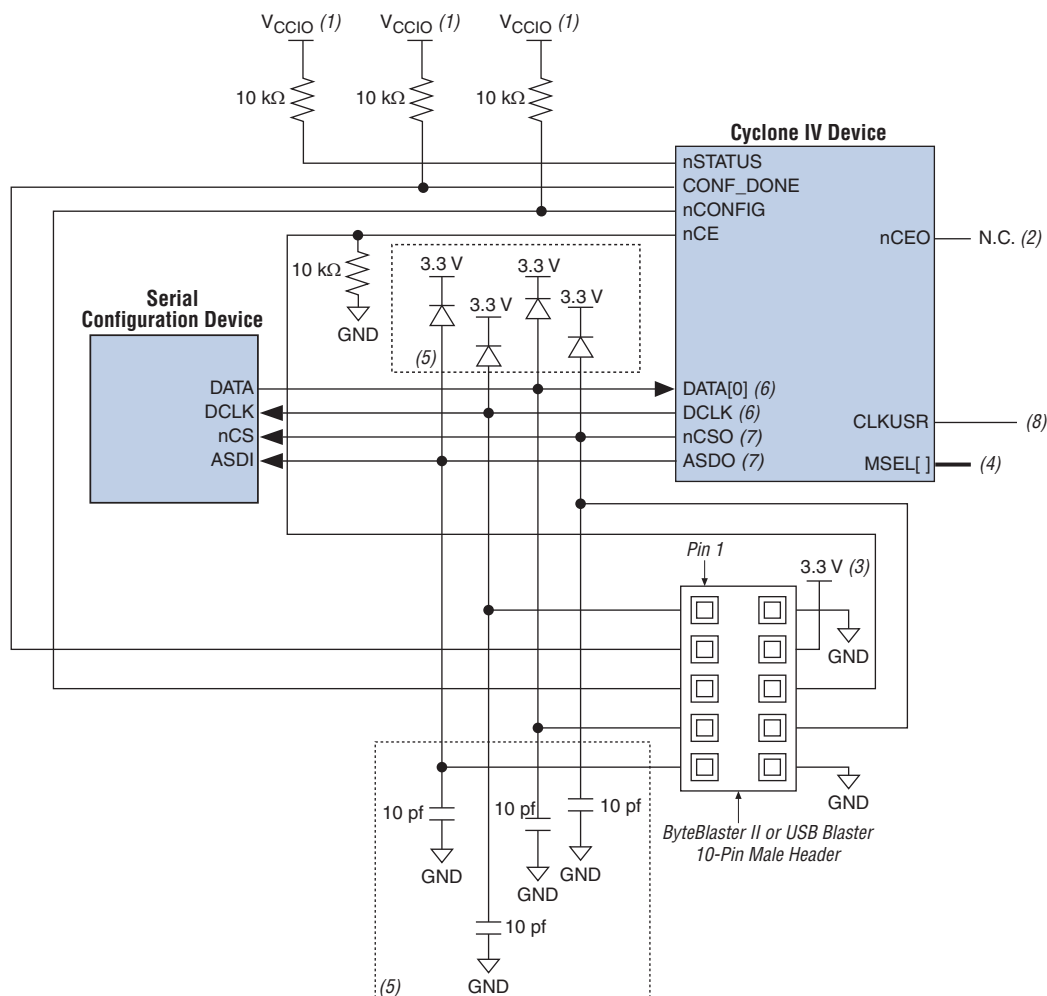 VCCIO (1) VCCIO (1) VCCIO (1)
10 kΩ 10 kΩ 10 kΩ
Cyclone IV Device
nSTATUS
CONF_DONE
nCONFIG
nCE
nCEO N.C. (2)
10 kΩ
GND
3.3 V 3.3 V
3.3 V 3.3 V
(5)
Serial
Configuration Device
DATA
DCLK
nCS
ASDI
DATA[0] (6)
DCLK (6)
nCSO (7)
ASDO (7)
CLKUSR (8)
MSEL[ ] (4)
Pin 1
3.3 V (3)
GND
GND
10 pf 10 pf 10 pf
GND GND GND
10 pf
GND
(5)
ByteBlaster II or USB Blaster
10-Pin Male Header